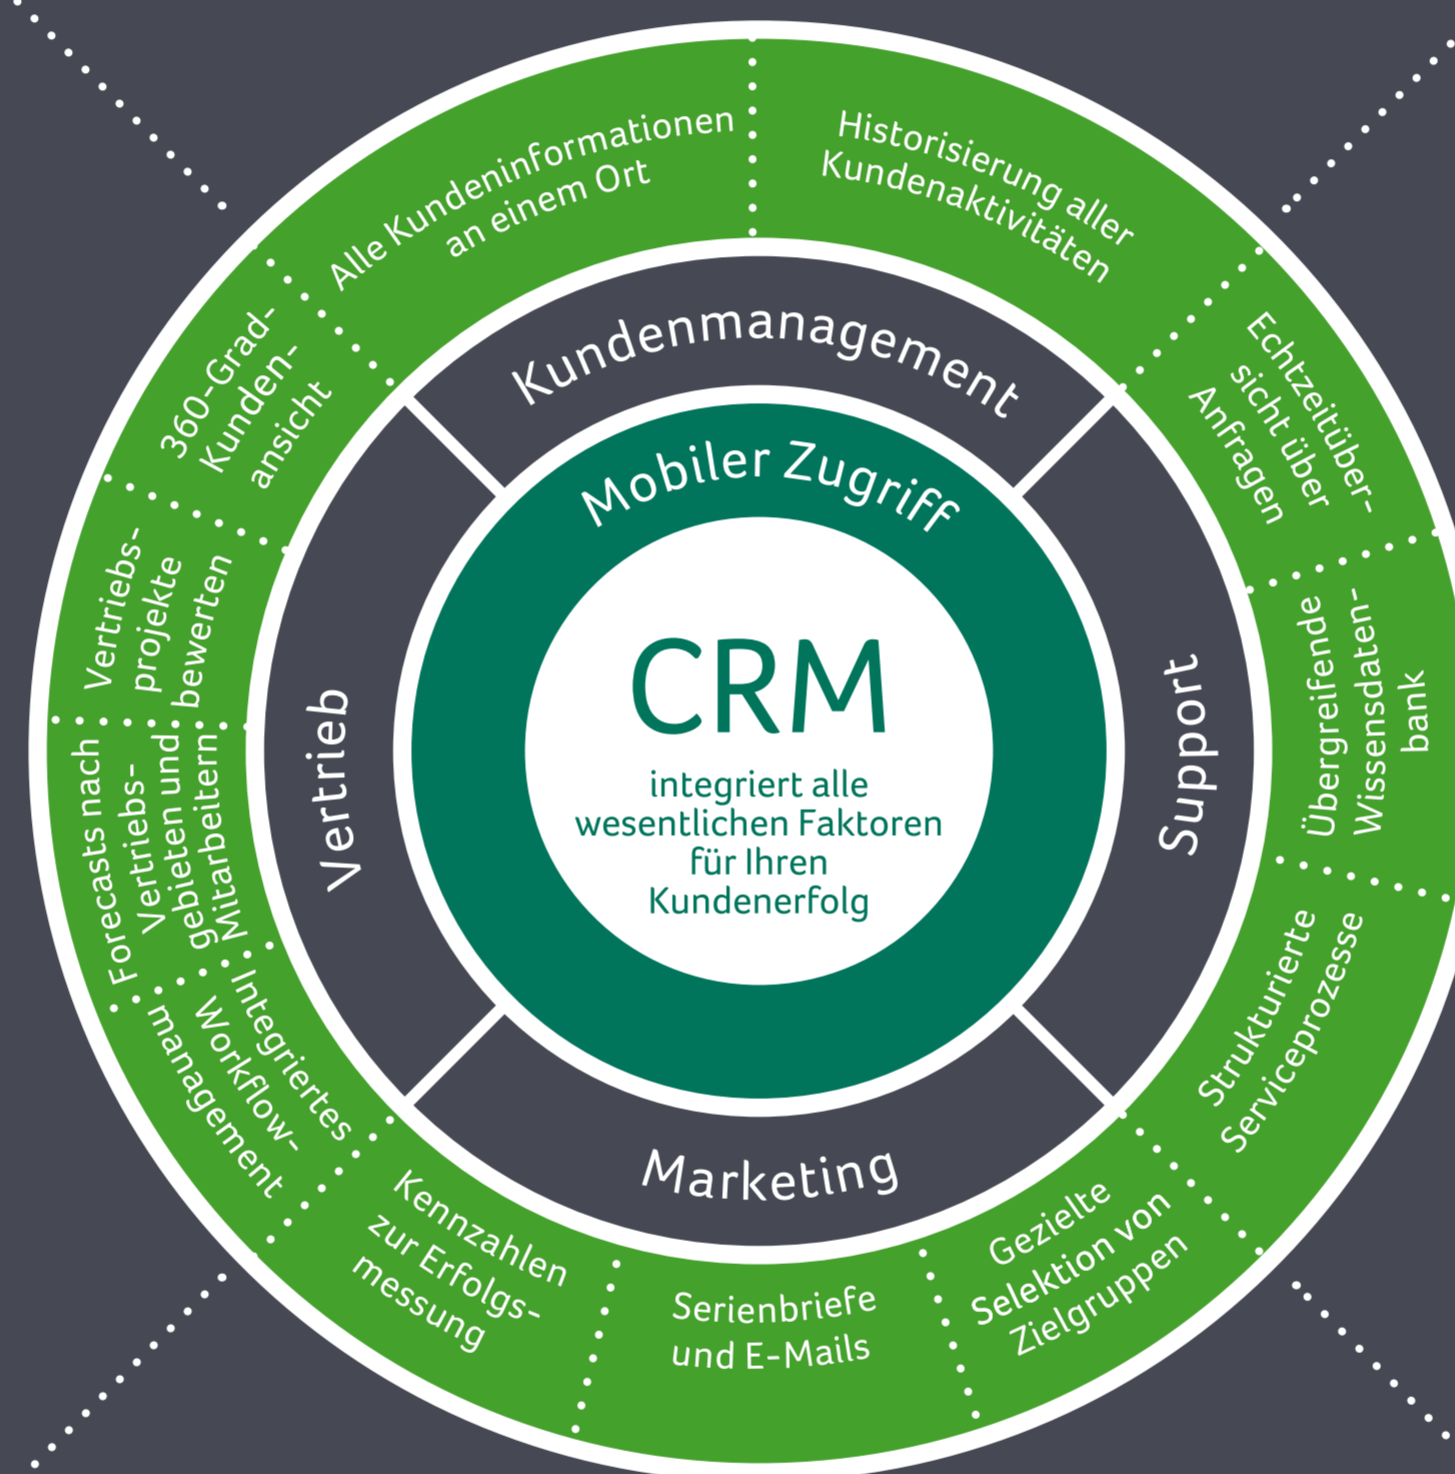 Alle Kundeninformationen
an einem Ort
Historisierung aller
Kundenaktivitäten
Echtzeitüber-
sicht über
Anfragen
Übergreifende
Wissensdaten-
bank
Strukturierte
Serviceprozesse
Gezielte
Selektion von
Zielgruppen
Serienbriefe
und E-Mails
Kennzahlen
zur Erfolgs-
messung
Integriertes
Workflow-
management
Forecasts nach
Vertriebs-
gebieten und
Mitarbeitern
Vertriebs-
projekte
bewerten
360-Grad-
Kunden-
ansicht
Kundenmanagement
Support
Marketing
Vertrieb
Mobiler Zugriff
CRM
integriert alle
wesentlichen Faktoren
für Ihren
Kundenerfolg